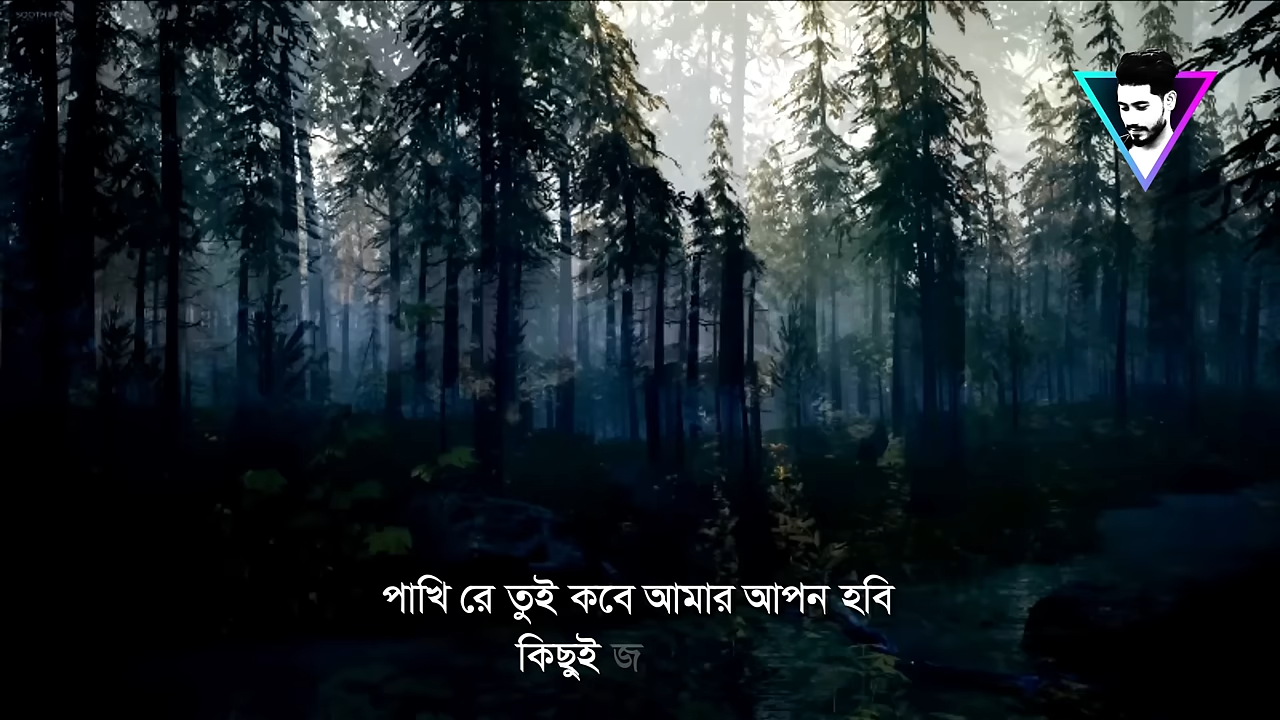 পাখি রে তুই কবে আমার আপন হবি
কিছুই জ